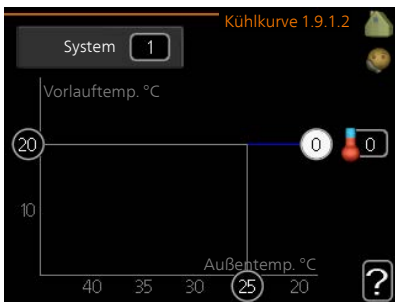 Kühlkurve 1.9.1.2
System 1
Vorlauftemp. °C
20 0 0
10
Außentemp. °C
40 35 30 25 20
?